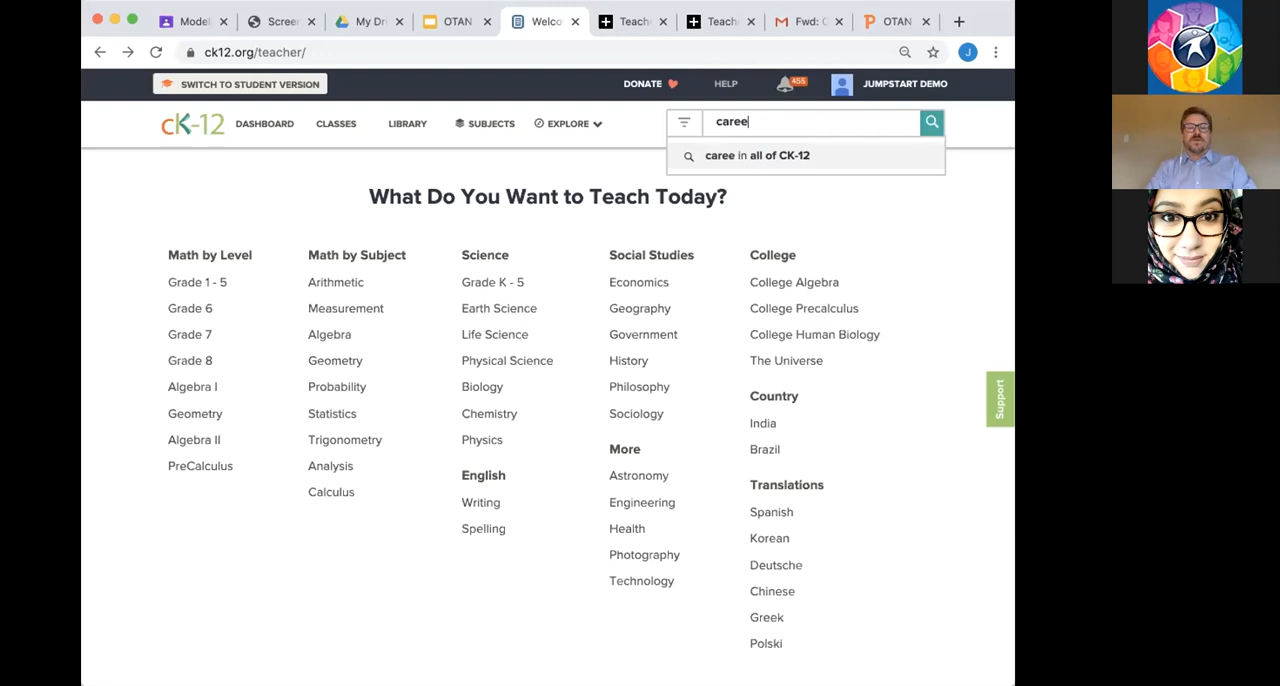 Model
Screen
My Dri
OTAN
Welco
Teach
Teach
Fwd: C
OTAN
ck12.org/teacher/
J
SWITCH TO STUDENT VERSION
DONATE
HELP
455
JUMPSTART DEMO
cK-12
DASHBOARD
CLASSES
LIBRARY
SUBJECTS
EXPLORE
caree
caree in all of CK-12
What Do You Want to Teach Today?
Math by Level
Grade 1 - 5
Grade 6
Grade 7
Grade 8
Algebra I
Geometry
Algebra II
PreCalculus
Math by Subject
Arithmetic
Measurement
Algebra
Geometry
Probability
Statistics
Trigonometry
Analysis
Calculus
Science
Grade K - 5
Earth Science
Life Science
Physical Science
Biology
Chemistry
Physics
English
Writing
Spelling
Social Studies
Economics
Geography
Government
History
Philosophy
Sociology
More
Astronomy
Engineering
Health
Photography
Technology
College
College Algebra
College Precalculus
College Human Biology
The Universe
Country
India
Brazil
Translations
Spanish
Korean
Deutsche
Chinese
Greek
Polski
Support